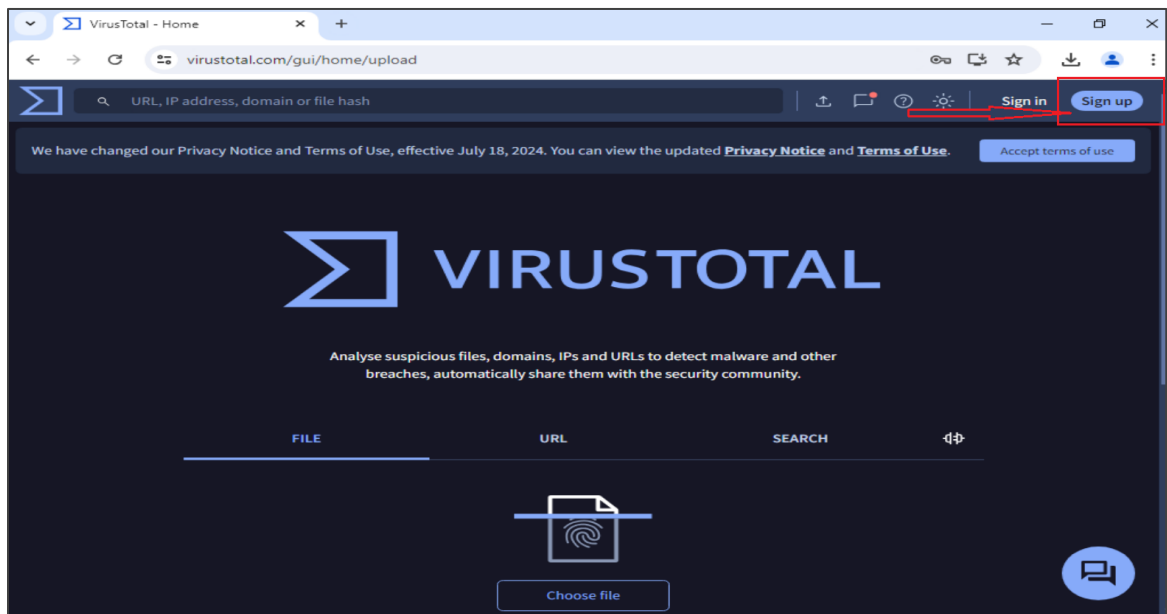 VirusTotal - Home
virustotal.com/gui/home/upload
URL, IP address, domain or file hash
Sign in
Sign up
We have changed our Privacy Notice and Terms of Use, effective July 18, 2024. You can view the updated Privacy Notice and Terms of Use.
Accept terms of use
VIRUSTOTAL
Analyse suspicious files, domains, IPs and URLs to detect malware and other
breaches, automatically share them with the security community.
FILE
URL
SEARCH
Choose file